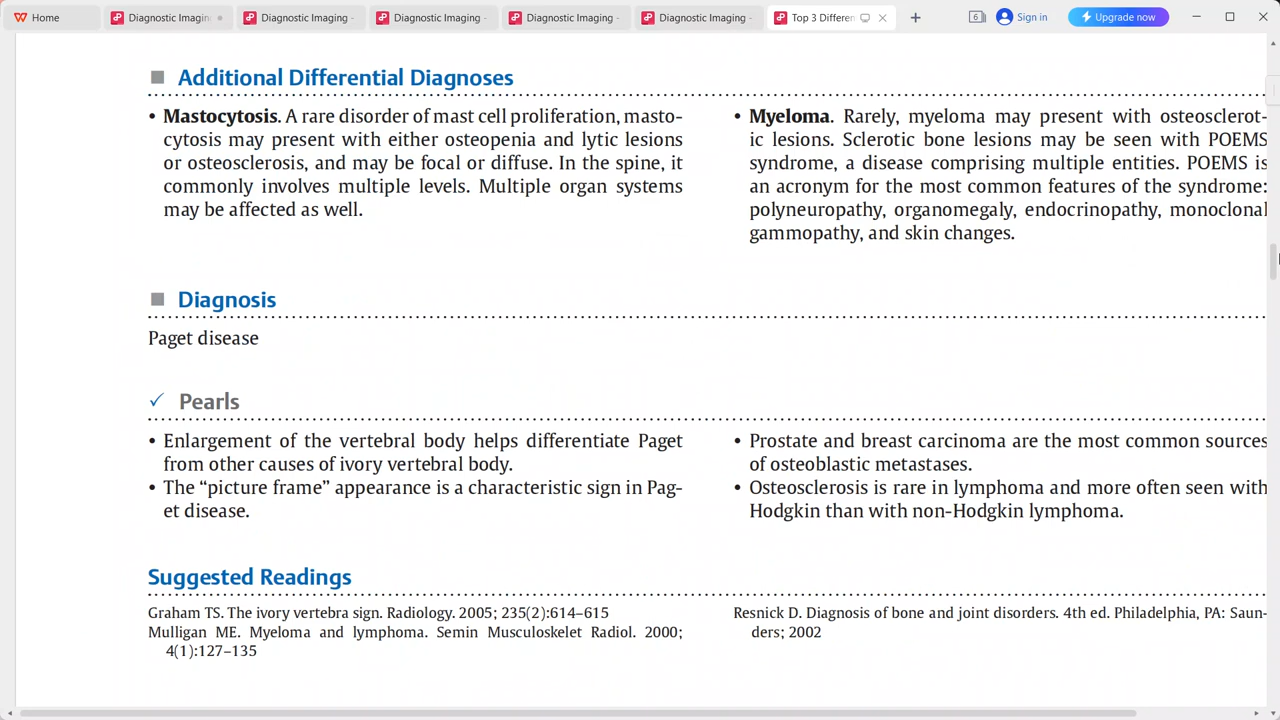 Home
Diagnostic Imaging
Diagnostic Imaging -
Diagnostic Imaging -
Diagnostic Imaging -
Diagnostic Imaging -
Top 3 Differen
6
Sign in
Upgrade now
Additional Differential Diagnoses
• Mastocytosis. A rare disorder of mast cell proliferation, masto-
cytosis may present with either osteopenia and lytic lesions
or osteosclerosis, and may be focal or diffuse. In the spine, it
commonly involves multiple levels. Multiple organ systems
may be affected as well.
• Myeloma. Rarely, myeloma may present with osteosclerot-
ic lesions. Sclerotic bone lesions may be seen with POEMS
syndrome, a disease comprising multiple entities. POEMS is
an acronym for the most common features of the syndrome:
polyneuropathy, organomegaly, endocrinopathy, monoclonal
gammopathy, and skin changes.
Diagnosis
Paget disease
✓ Pearls
• Enlargement of the vertebral body helps differentiate Paget
from other causes of ivory vertebral body.
• The “picture frame” appearance is a characteristic sign in Pag-
et disease.
• Prostate and breast carcinoma are the most common sources
of osteoblastic metastases.
• Osteosclerosis is rare in lymphoma and more often seen with
Hodgkin than with non-Hodgkin lymphoma.
Suggested Readings
Graham TS. The ivory vertebra sign. Radiology. 2005; 235(2):614–615
Mulligan ME. Myeloma and lymphoma. Semin Musculoskelet Radiol. 2000;
4(1):127–135
Resnick D. Diagnosis of bone and joint disorders. 4th ed. Philadelphia, PA: Saun-
ders; 2002